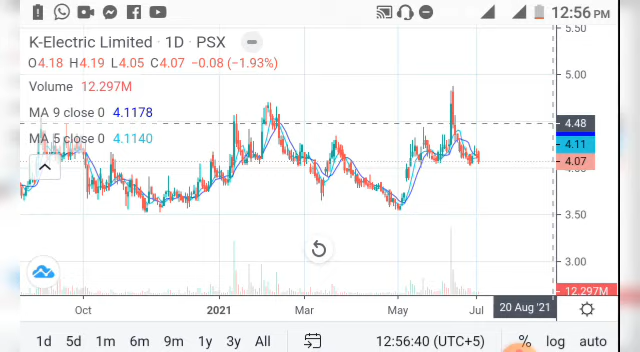 12:56 PM
K-Electric Limited · 1D · PSX
O4.18 H4.19 L4.05 C4.07 −0.08 (−1.93%)
Volume 12.297M
MA 9 close 0 4.1178
MA 5 close 0 4.1140
5.50
5.00
4.48
4.11
4.07
4.00
3.50
3.00
12.297M
Oct 2021 Mar May Jul 20 Aug '21
1d 5d 1m 6m 9m 1y 3y All 12:56:40 (UTC+5) % log auto